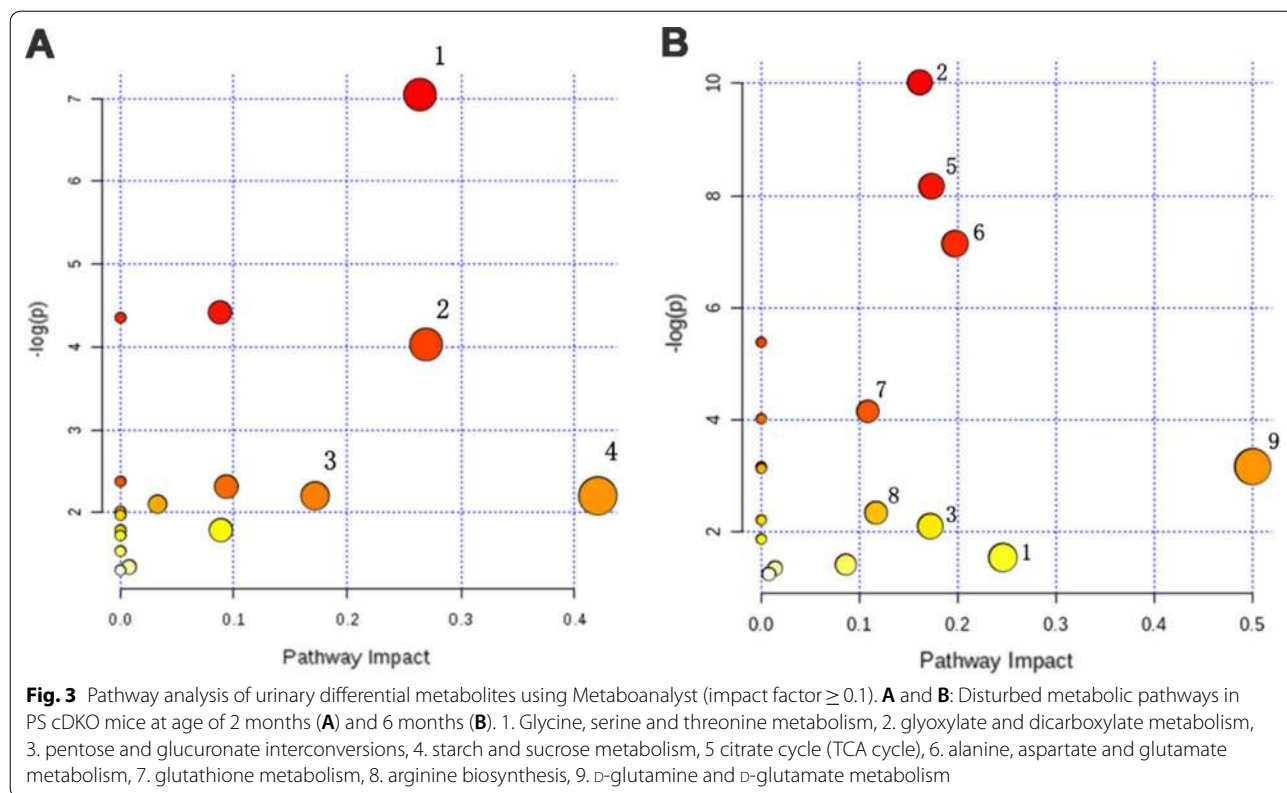 A
B
1
2
3
4
7
6
5
4
3
2
-log(p)
0.0 0.1 0.2 0.3 0.4
Pathway Impact
2
5
6
7
9
8
3
1
10
8
6
4
2
-log(p)
0.0 0.1 0.2 0.3 0.4 0.5
Pathway Impact
Fig. 3 Pathway analysis of urinary differential metabolites using Metaboanalyst (impact factor ≥ 0.1). A and B: Disturbed metabolic pathways in
PS cDKO mice at age of 2 months (A) and 6 months (B). 1. Glycine, serine and threonine metabolism, 2. glyoxylate and dicarboxylate metabolism,
3. pentose and glucuronate interconversions, 4. starch and sucrose metabolism, 5 citrate cycle (TCA cycle), 6. alanine, aspartate and glutamate
metabolism, 7. glutathione metabolism, 8. arginine biosynthesis, 9. D-glutamine and D-glutamate metabolism